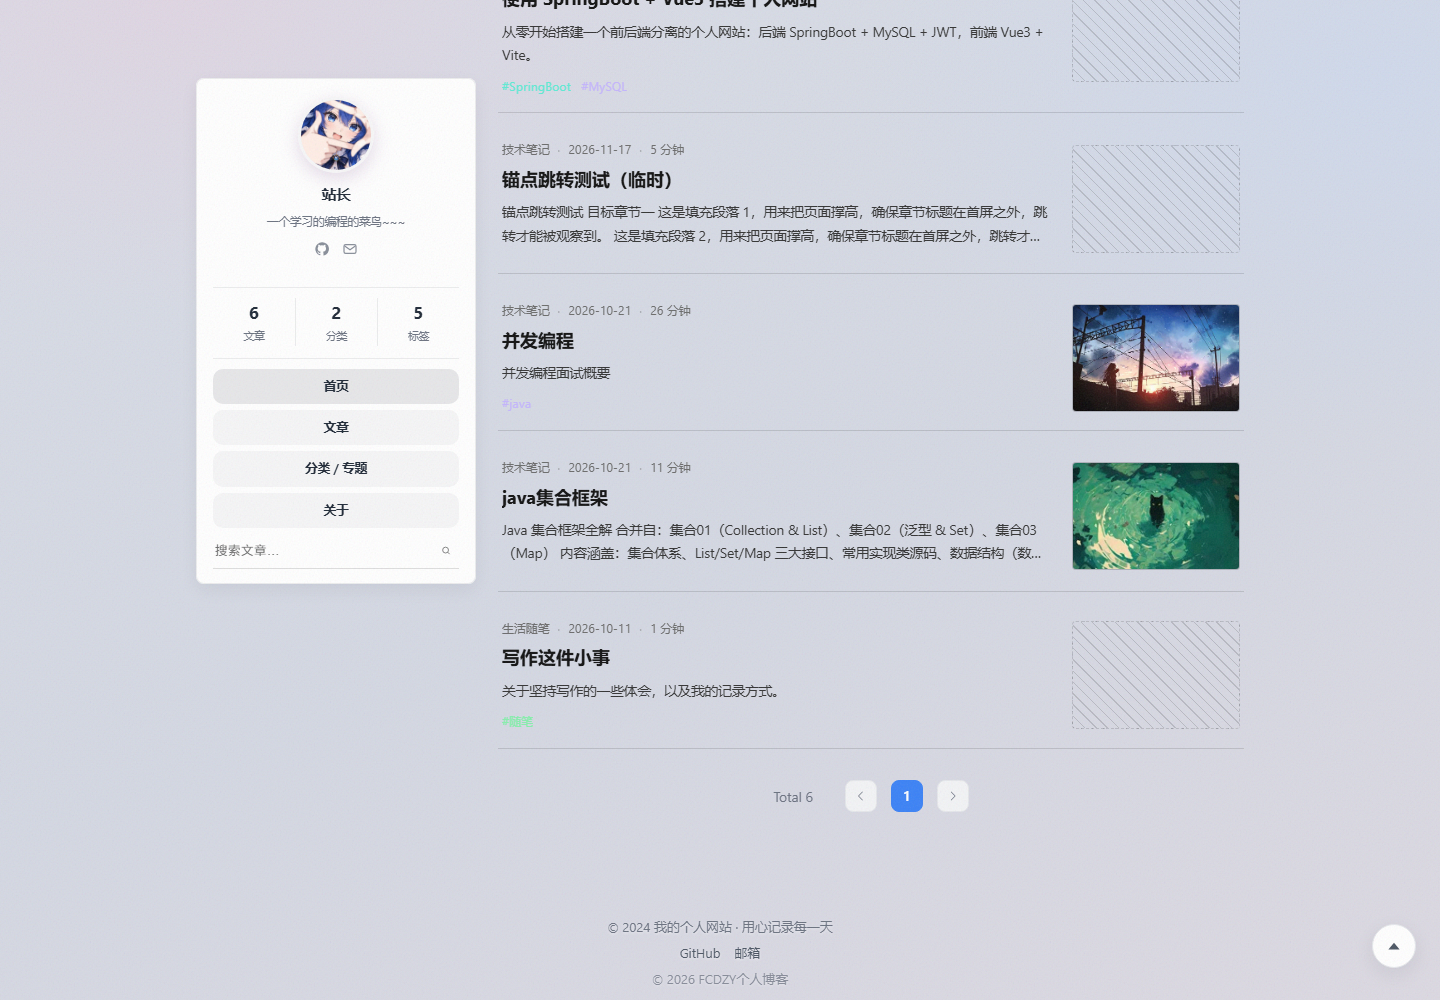 站长
一个学习的编程的菜鸟~~~
6
文章
2
分类
5
标签
首页
文章
分类 / 专题
关于
搜索文章...
使用 SpringBoot + Vue3 搭建个人网站
从零开始搭建一个前后端分离的个人网站：后端 SpringBoot + MySQL + JWT，前端 Vue3 +
Vite。
#SpringBoot #MySQL
技术笔记 · 2026-11-17 · 5 分钟
锚点跳转测试（临时）
锚点跳转测试 目标章节一 这是填充段落 1，用来把页面撑高，确保章节标题在首屏之外，跳
转才能被观察到。 这是填充段落 2，用来把页面撑高，确保章节标题在首屏之外，跳转才...
技术笔记 · 2026-10-21 · 26 分钟
并发编程
并发编程面试概要
#java
技术笔记 · 2026-10-21 · 11 分钟
java集合框架
Java 集合框架全解 合并自：集合01（Collection & List）、集合02（泛型 & Set）、集合03
（Map） 内容涵盖：集合体系、List/Set/Map 三大接口、常用实现类源码、数据结构（数...
生活随笔 · 2026-10-11 · 1 分钟
写作这件小事
关于坚持写作的一些体会，以及我的记录方式。
#随笔
Total 6
1
© 2024 我的个人网站 · 用心记录每一天
GitHub 邮箱
© 2026 FCDZY个人博客